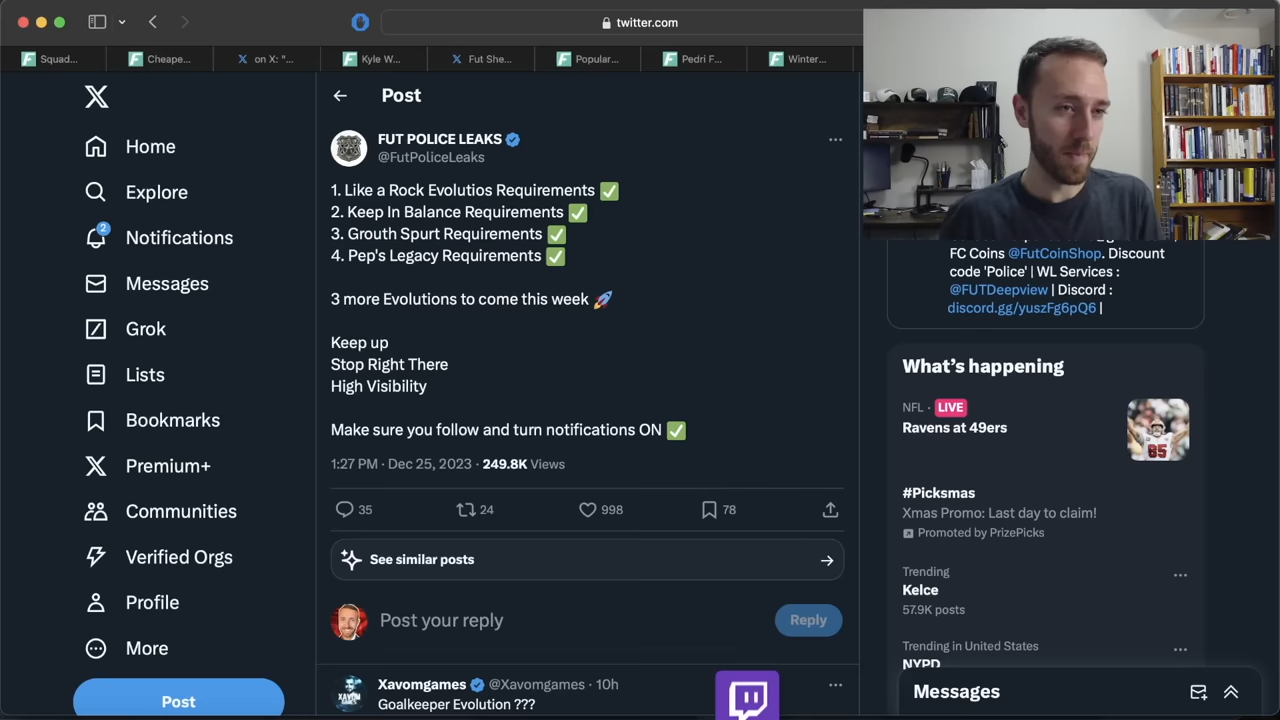 twitter.com
Squad...
Cheape...
on X: "...
Kyle W...
Fut She...
Popular...
Pedri F...
Winter...
Home
Explore
2
Notifications
Messages
Grok
Lists
Bookmarks
Premium+
Communities
Verified Orgs
Profile
More
Post
Post
FUT POLICE LEAKS
@FutPoliceLeaks
1. Like a Rock Evolutios Requirements ✅
2. Keep In Balance Requirements ✅
3. Grouth Spurt Requirements ✅
4. Pep's Legacy Requirements ✅
3 more Evolutions to come this week 🚀
Keep up
Stop Right There
High Visibility
Make sure you follow and turn notifications ON ✅
1:27 PM · Dec 25, 2023 · 249.8K Views
35
24
998
78
See similar posts
Post your reply
Reply
Xavomgames @Xavomgames · 10h
Goalkeeper Evolution ???
FC Coins @FutCoinShop. Discount
code 'Police' | WL Services :
@FUTDeepview | Discord :
discord.gg/yuszFg6pQ6 |
What's happening
NFL · LIVE
Ravens at 49ers
#Picksmas
Xmas Promo: Last day to claim!
Promoted by PrizePicks
Trending
Kelce
57.9K posts
Trending in United States
NYPD
Messages